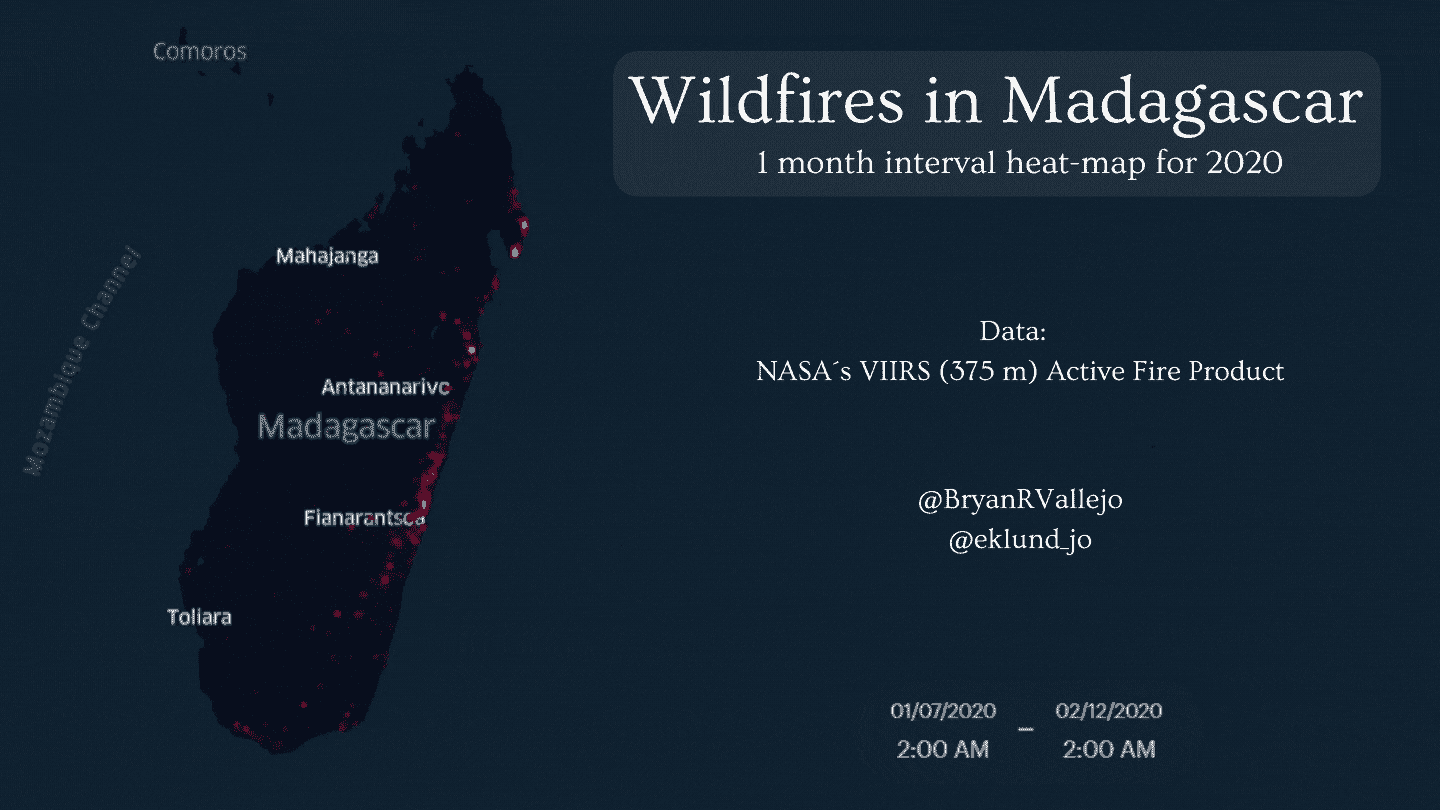 Comoros
Wildfires in Madagascar
1 month interval heat-map for 2020
Mahajanga
Mozambique Channel
Data:
NASA´s VIIRS (375 m) Active Fire Product
Antananarivo
Madagascar
@BryanRVallejo
Fianarantsoa
@eklund_jo
Toliara
01/07/2020 – 02/12/2020
2:00 AM 2:00 AM